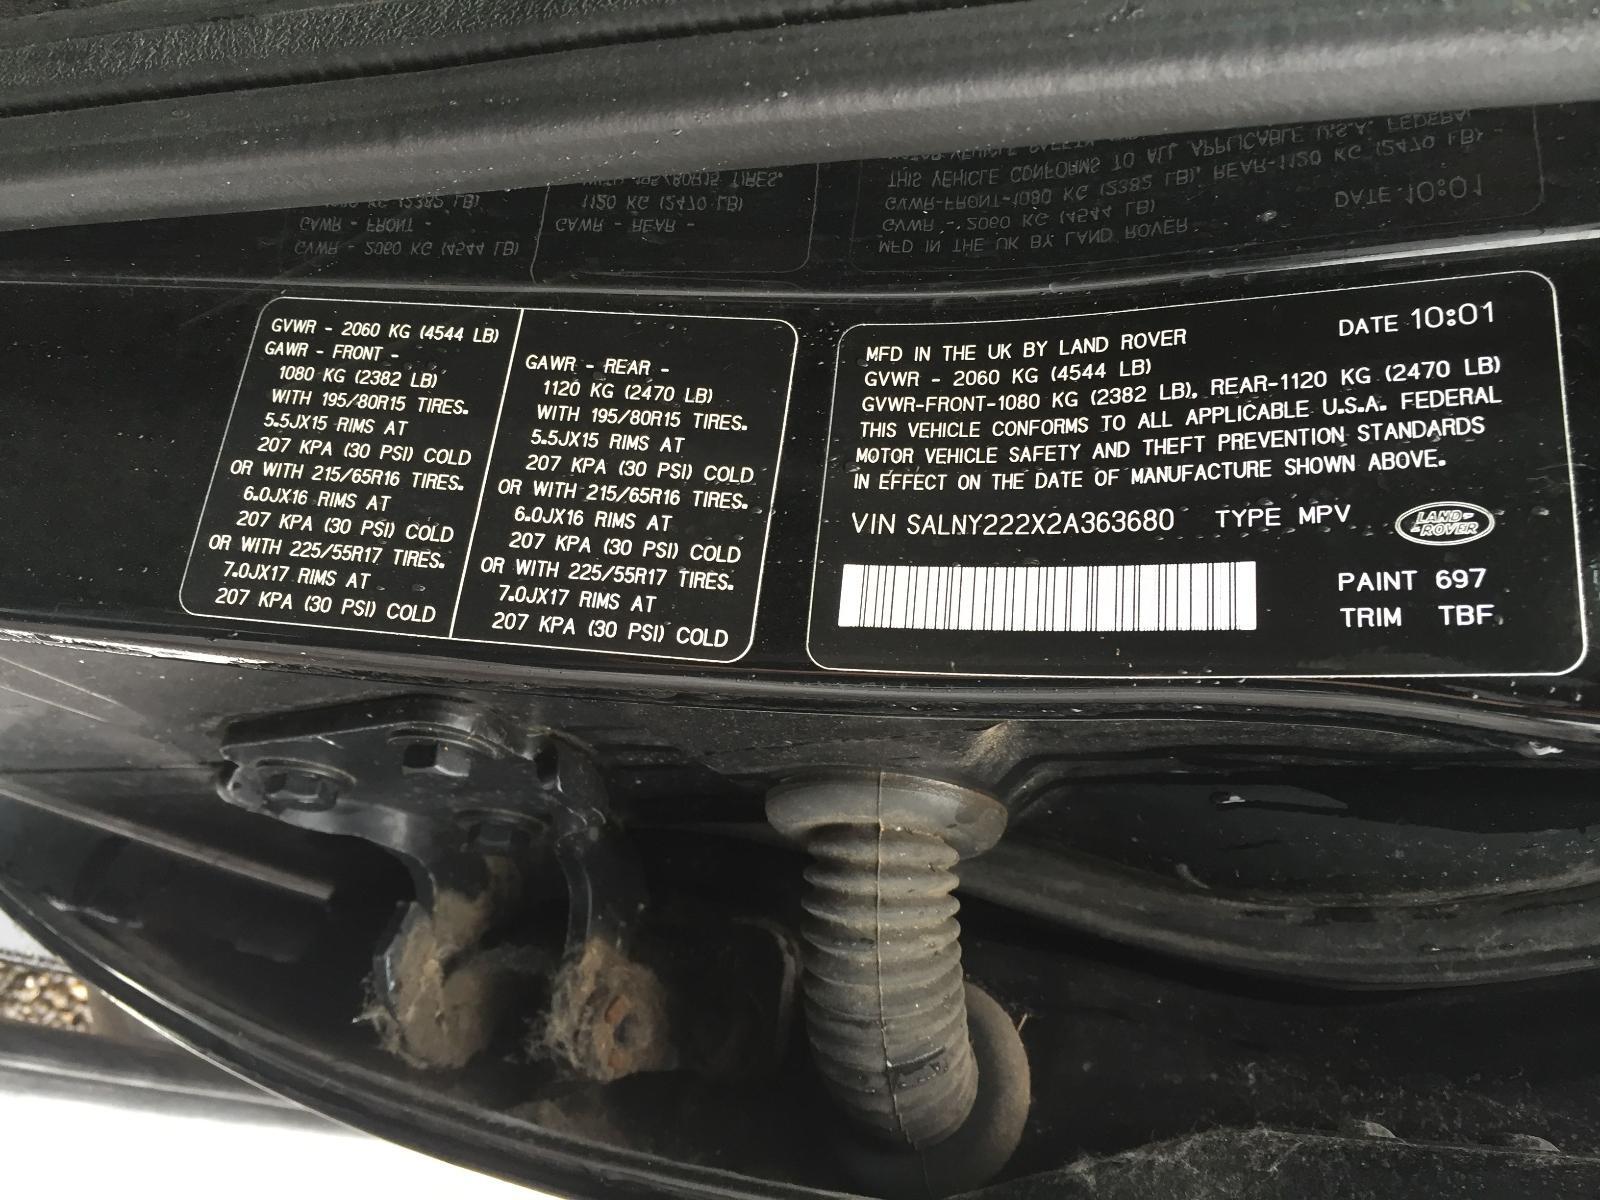 GVWR - 2060 KG (4544 LB)
GAWR - FRONT -
1080 KG (2382 LB)
WITH 195/80R15 TIRES.
5.5JX15 RIMS AT
207 KPA (30 PSI) COLD
OR WITH 215/65R16 TIRES.
6.0JX16 RIMS AT
207 KPA (30 PSI) COLD
OR WITH 225/55R17 TIRES.
7.0JX17 RIMS AT
207 KPA (30 PSI) COLD
GAWR - REAR -
1120 KG (2470 LB)
WITH 195/80R15 TIRES.
5.5JX15 RIMS AT
207 KPA (30 PSI) COLD
OR WITH 215/65R16 TIRES.
6.0JX16 RIMS AT
207 KPA (30 PSI) COLD
OR WITH 225/55R17 TIRES.
7.0JX17 RIMS AT
207 KPA (30 PSI) COLD
DATE 10:01
MFD IN THE UK BY LAND ROVER
GVWR - 2060 KG (4544 LB)
GVWR-FRONT-1080 KG (2382 LB), REAR-1120 KG (2470 LB)
THIS VEHICLE CONFORMS TO ALL APPLICABLE U.S.A. FEDERAL
MOTOR VEHICLE SAFETY AND THEFT PREVENTION STANDARDS
IN EFFECT ON THE DATE OF MANUFACTURE SHOWN ABOVE.
VIN SALNY222X2A363680 TYPE MPV
LAND-
ROVER
PAINT 697
TRIM TBF